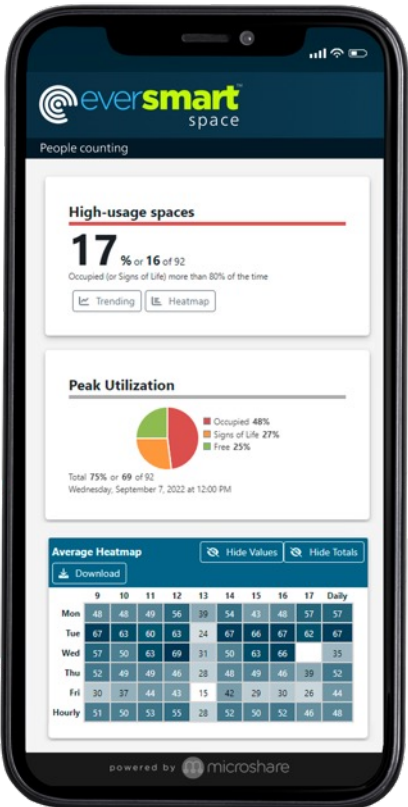 eversmart
space
People counting
High-usage spaces
17 % or 16 of 92
Occupied (or Signs of Life) more than 80% of the time
Trending Heatmap
Peak Utilization
Occupied 48%
Signs of Life 27%
Free 25%
Total 75% or 69 of 92
Wednesday, September 7, 2022 at 12:00 PM
Average Heatmap Hide Values Hide Totals
Download
9 10 11 12 13 14 15 16 17 Daily
Mon 48 48 49 56 39 54 43 48 57 57
Tue 67 63 60 63 24 67 66 67 62 67
Wed 57 50 63 69 31 50 63 66 35
Thu 52 49 49 46 28 48 49 46 39 52
Fri 30 37 44 43 15 42 29 30 26 44
Hourly 51 50 53 55 28 52 50 52 46 48
powered by microshare